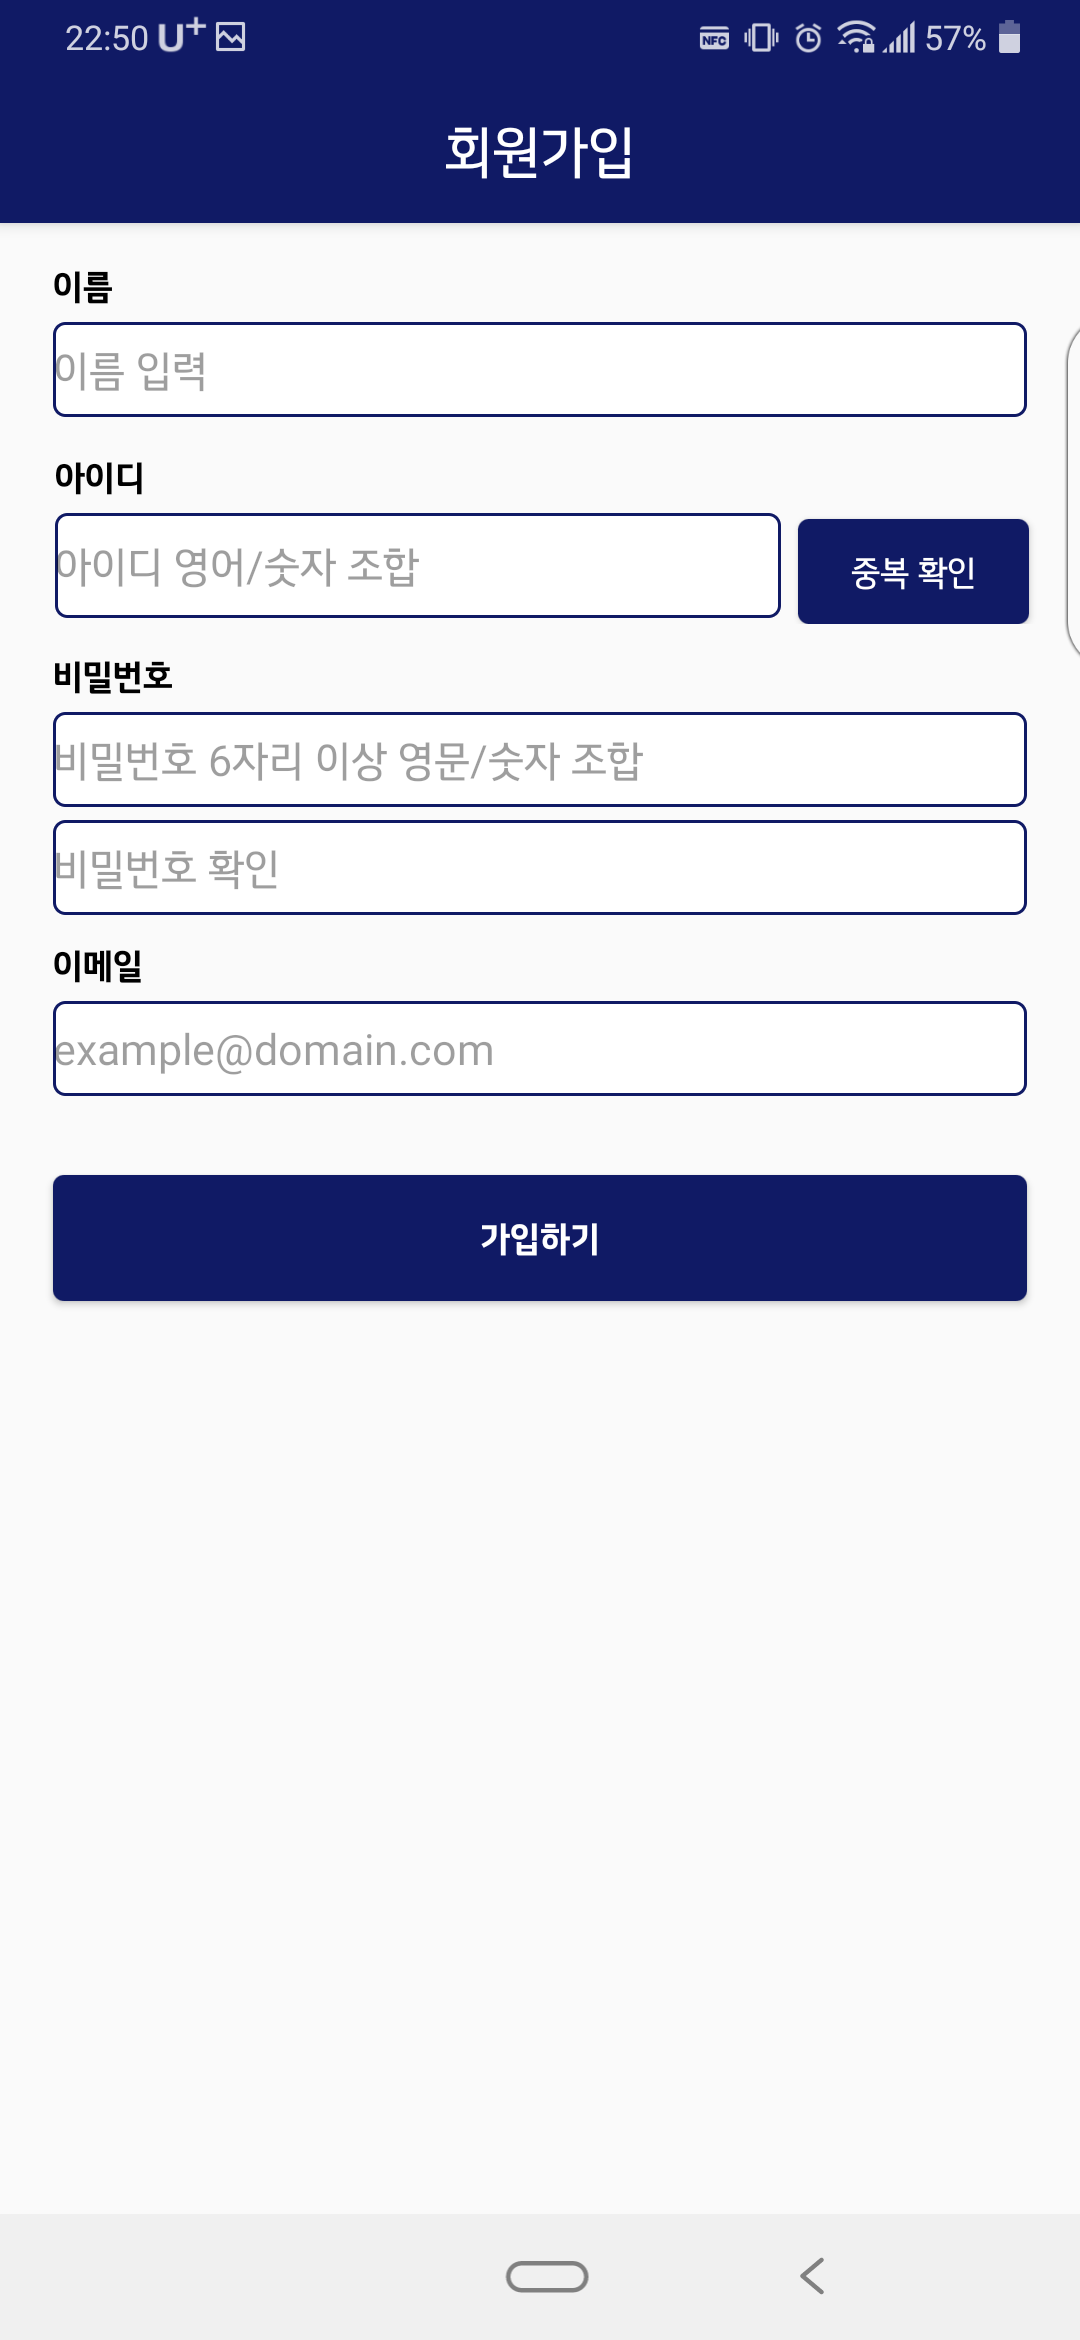 22:50 U+ NFC 57%
회원가입
이름
이름 입력
아이디
아이디 영어/숫자 조합
중복 확인
비밀번호
비밀번호 6자리 이상 영문/숫자 조합
비밀번호 확인
이메일
example@domain.com
가입하기